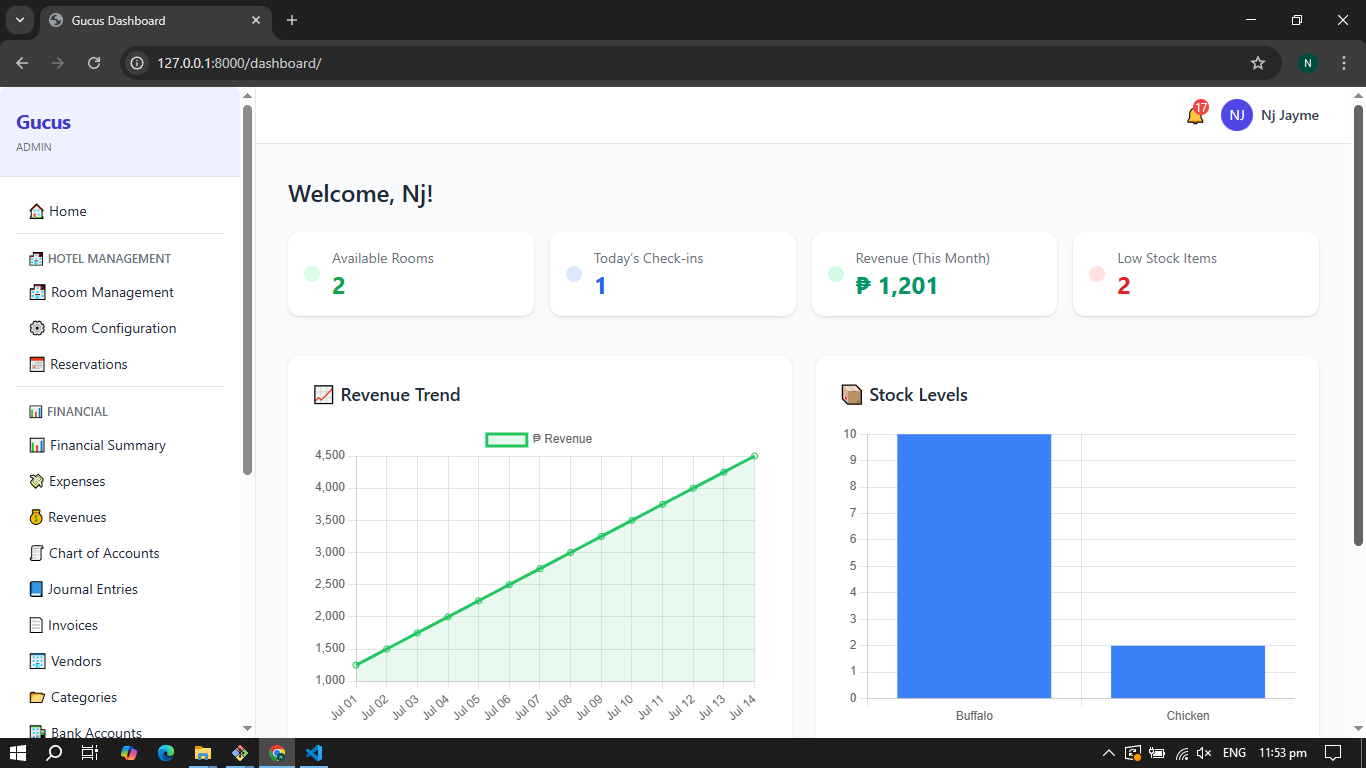 Gucus Dashboard
127.0.0.1:8000/dashboard/
N
Gucus
ADMIN
17
NJ
Nj Jayme
Home
HOTEL MANAGEMENT
Room Management
Room Configuration
Reservations
FINANCIAL
Financial Summary
Expenses
Revenues
Chart of Accounts
Journal Entries
Invoices
Vendors
Categories
Bank Accounts
Welcome, Nj!
Available Rooms
2
Today's Check-ins
1
Revenue (This Month)
₱ 1,201
Low Stock Items
2
Revenue Trend
₱ Revenue
4,500
4,000
3,500
3,000
2,500
2,000
1,500
1,000
Jul 01
Jul 02
Jul 03
Jul 04
Jul 05
Jul 06
Jul 07
Jul 08
Jul 09
Jul 10
Jul 11
Jul 12
Jul 13
Jul 14
Stock Levels
10
9
8
7
6
5
4
3
2
1
0
Buffalo
Chicken
ENG
11:53 pm